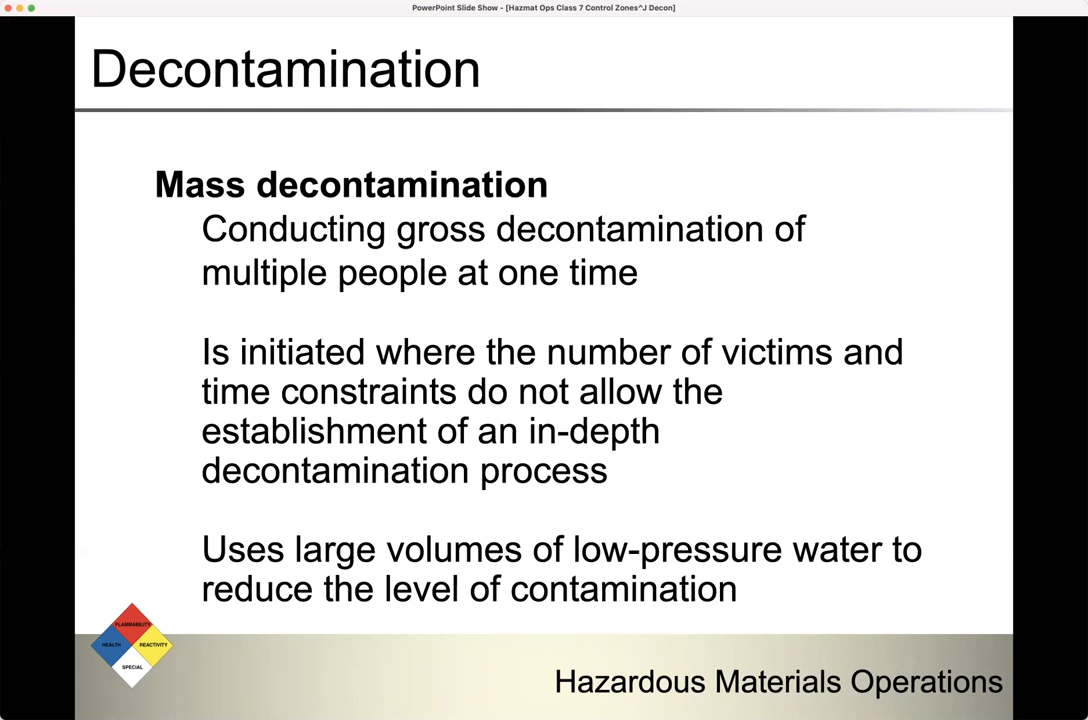 PowerPoint Slide Show - [Hazmat Ops Class 7 Control Zones^J Decon]
Decontamination
Mass decontamination
Conducting gross decontamination of
multiple people at one time
Is initiated where the number of victims and
time constraints do not allow the
establishment of an in-depth
decontamination process
Uses large volumes of low-pressure water to
reduce the level of contamination
FLAMMABILITY
HEALTH
REACTIVITY
SPECIAL
Hazardous Materials Operations